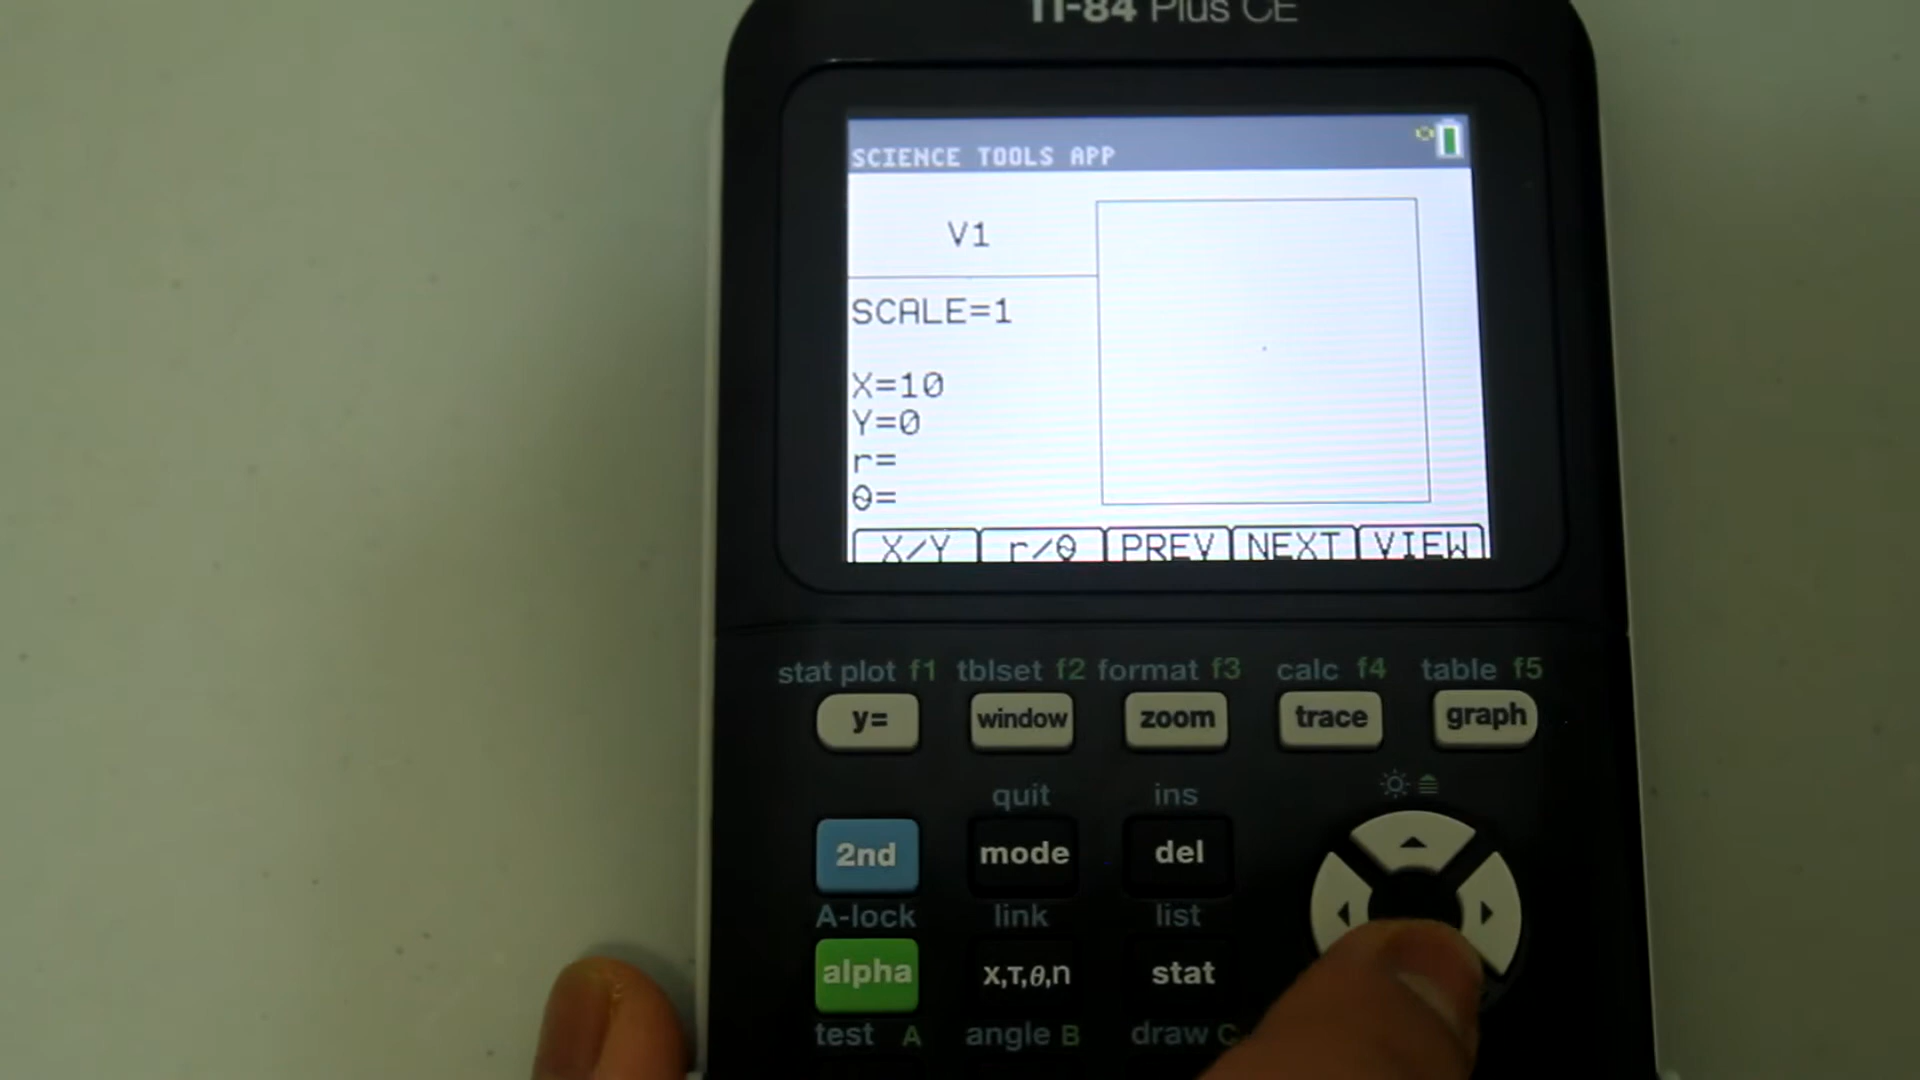 TI-84 Plus CE
SCIENCE TOOLS APP
V1
SCALE=1
X=10
Y=0
r=
θ=
X/Y r/θ PREV NEXT VIEW
stat plot f1 tblset f2 format f3 calc f4 table f5
y= window zoom trace graph
quit ins
2nd mode del
A-lock link list
alpha X,T,θ,n stat
test A angle B draw C